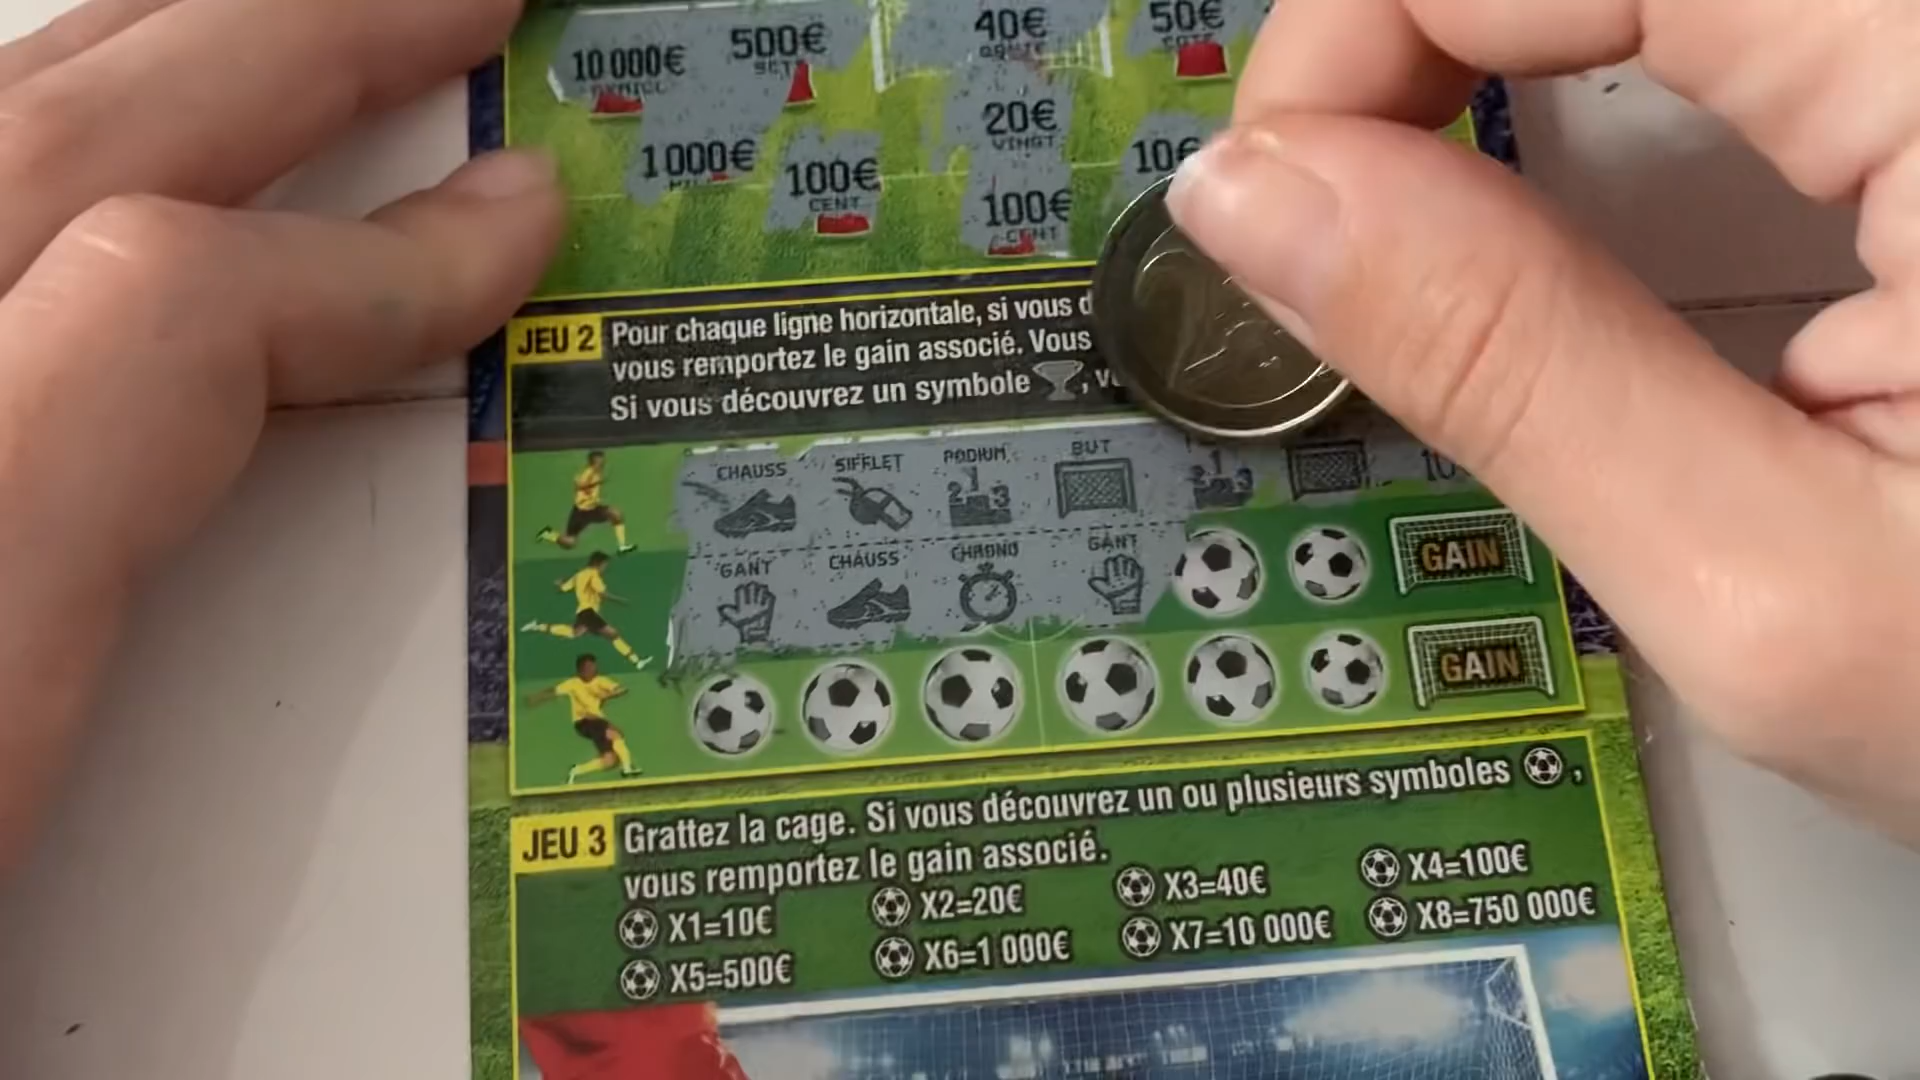 10 000€ 500€ 40€ 50€
1 000€ 100€ 20€ 10€
CENT VINGT
100€
CENT
JEU 2 Pour chaque ligne horizontale, si vous
vous remportez le gain associé. Vous
Si vous découvrez un symbole ,
CHAUSS SIFFLET PODIUM BUT
GANT CHAUSS CHRONO GANT
GAIN
GAIN
JEU 3 Grattez la cage. Si vous découvrez un ou plusieurs symboles ,
vous remportez le gain associé.
X1=10€ X2=20€ X3=40€ X4=100€
X5=500€ X6=1 000€ X7=10 000€ X8=750 000€